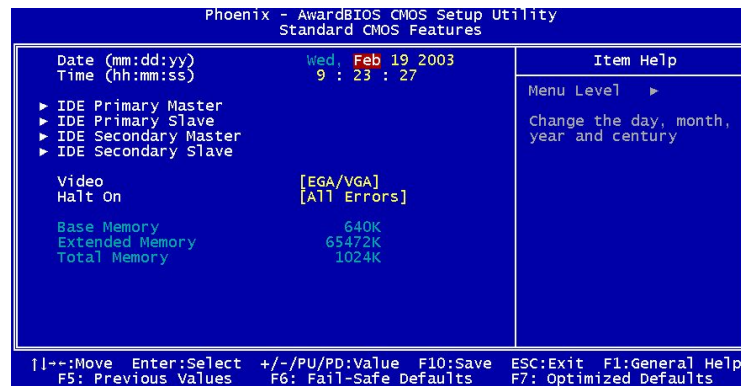 Phoenix - AwardBIOS CMOS Setup Utility
Standard CMOS Features
Date (mm:dd:yy) Wed, Feb 19 2003
Time (hh:mm:ss) 9 : 23 : 27
► IDE Primary Master
► IDE Primary Slave
► IDE Secondary Master
► IDE Secondary Slave
Video [EGA/VGA]
Halt On [All Errors]
Base Memory 640K
Extended Memory 65472K
Total Memory 1024K
Item Help
Menu Level ►
Change the day, month,
year and century
↑↓→←:Move Enter:Select +/-/PU/PD:Value F10:Save ESC:Exit F1:General Help
F5: Previous Values F6: Fail-Safe Defaults F7: Optimized Defaults